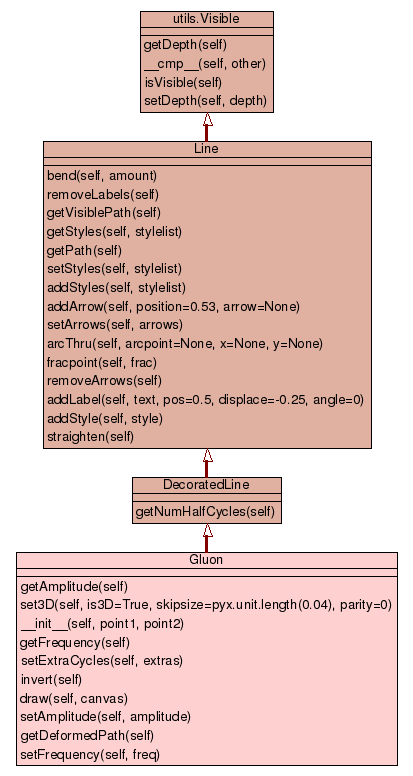 utils.Visible
getDepth(self)
__cmp__(self, other)
isVisible(self)
setDepth(self, depth)
Line
bend(self, amount)
removeLabels(self)
getVisiblePath(self)
getStyles(self, stylelist)
getPath(self)
setStyles(self, stylelist)
addStyles(self, stylelist)
addArrow(self, position=0.53, arrow=None)
setArrows(self, arrows)
arcThru(self, arcpoint=None, x=None, y=None)
fracpoint(self, frac)
removeArrows(self)
addLabel(self, text, pos=0.5, displace=-0.25, angle=0)
addStyle(self, style)
straighten(self)
DecoratedLine
getNumHalfCycles(self)
Gluon
getAmplitude(self)
set3D(self, is3D=True, skipsize=pyx.unit.length(0.04), parity=0)
__init__(self, point1, point2)
getFrequency(self)
setExtraCycles(self, extras)
invert(self)
draw(self, canvas)
setAmplitude(self, amplitude)
getDeformedPath(self)
setFrequency(self, freq)